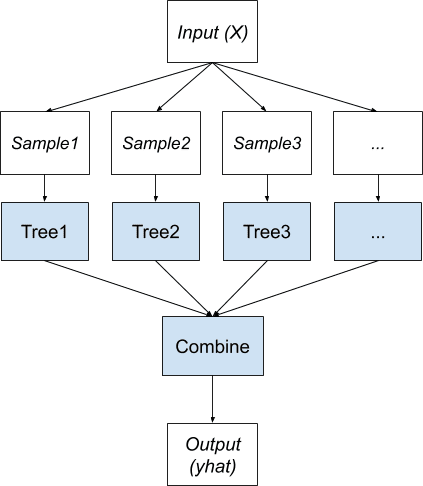 Input (X)
Sample1
Sample2
Sample3
...
Tree1
Tree2
Tree3
...
Combine
Output
(yhat)